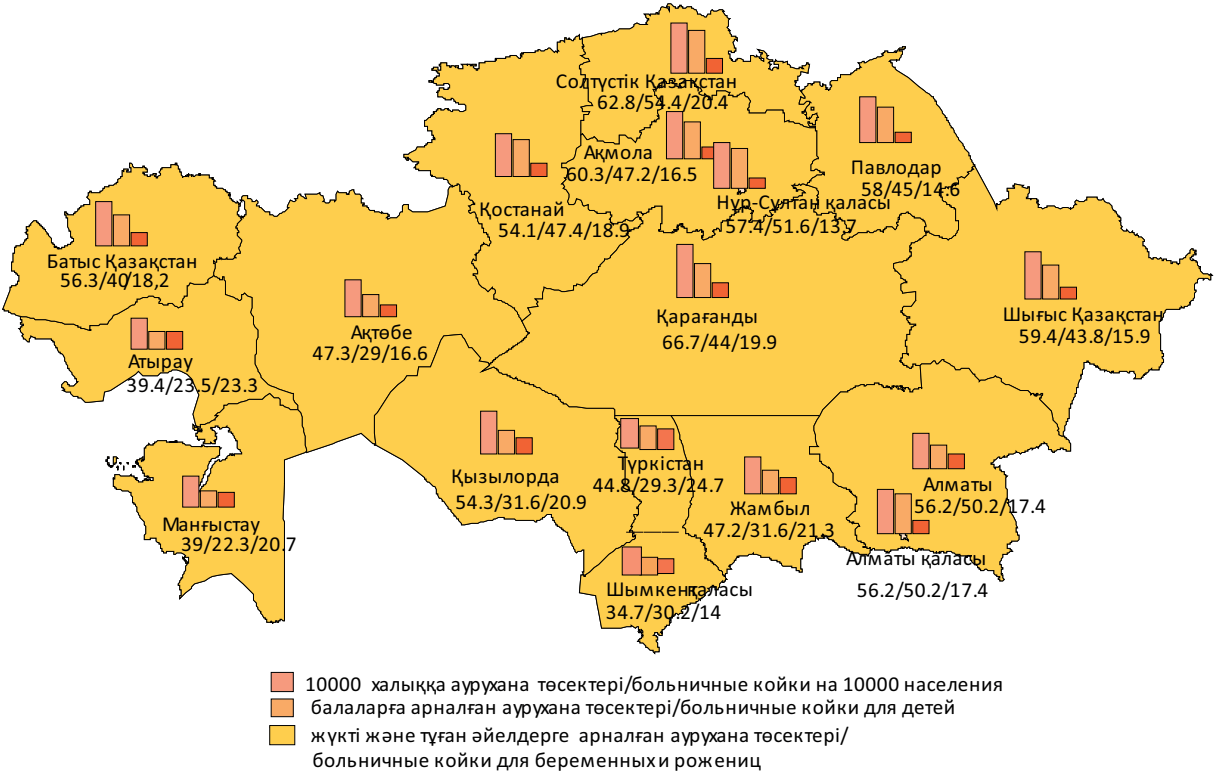 Солтүстік Қазақстан
62.8/54.4/20.4
Ақмола
60.3/47.2/16.5
Павлодар
58/45/14.6
Қостанай
54.1/47.4/18.9
Нұр-Сұлтан қаласы
57.4/51.6/13.7
Батыс Қазақстан
56.3/40/18,2
Ақтөбе
47.3/29/16.6
Қарағанды
66.7/44/19.9
Шығыс Қазақстан
59.4/43.8/15.9
Атырау
39.4/23.5/23.3
Қызылорда
54.3/31.6/20.9
Түркістан
44.8/29.3/24.7
Жамбыл
47.2/31.6/21.3
Алматы
56.2/50.2/17.4
Манғыстау
39/22.3/20.7
Алматы қаласы
56.2/50.2/17.4
Шымкент қаласы
34.7/30.2/14
10000 халыққа аурухана төсектері/больничные койки на 10000 населения
балаларға арналған аурухана төсектері/больничные койки для детей
жүкті және тұған әйелдерге арналған аурухана төсектері/
больничные койки для беременных и рожениц